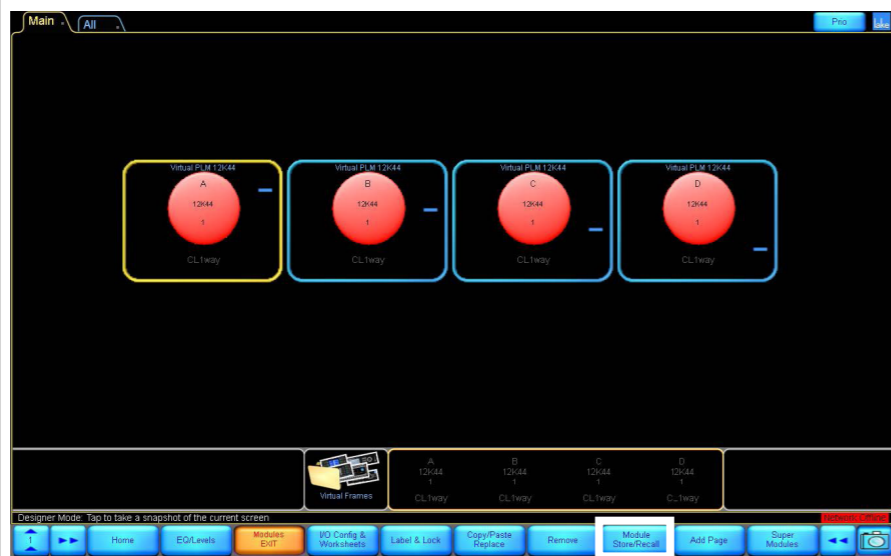 Main
All
Prio
lake
Virtual PLM 12K44
A
12K44
1
CL1way
Virtual PLM 12K44
B
12K44
1
CL1way
Virtual PLM 12K44
C
12K44
1
CL1way
Virtual PLM 12K44
D
12K44
1
CL1way
Virtual Frames
A
12K44
1
CL1way
B
12K44
1
CL1way
C
12K44
1
CL1way
D
12K44
1
CL1way
Designer Mode: Tap to take a snapshot of the current screen
Network Offline
1
Home
EQ/Levels
Modules
EXIT
I/O Config &
Worksheets
Label & Lock
Copy/Paste
Replace
Remove
Module
Store/Recall
Add Page
Super
Modules